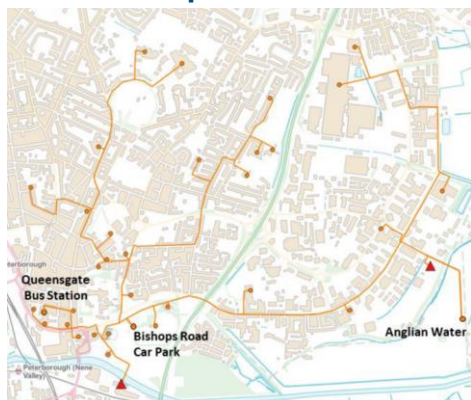 Peterborough
Queensgate
Bus Station
Bishops Road
Car Park
Anglian Water
Peterborough (Nene
Valley)